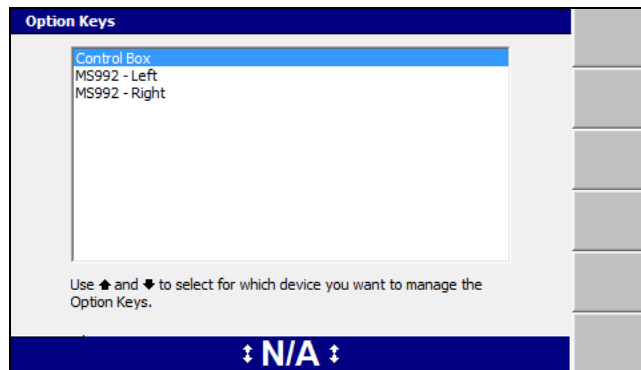 Option Keys
Control Box
MS992 - Left
MS992 - Right
Use 🡅 and 🡇 to select for which device you want to manage the
Option Keys.
↕ N/A ↕